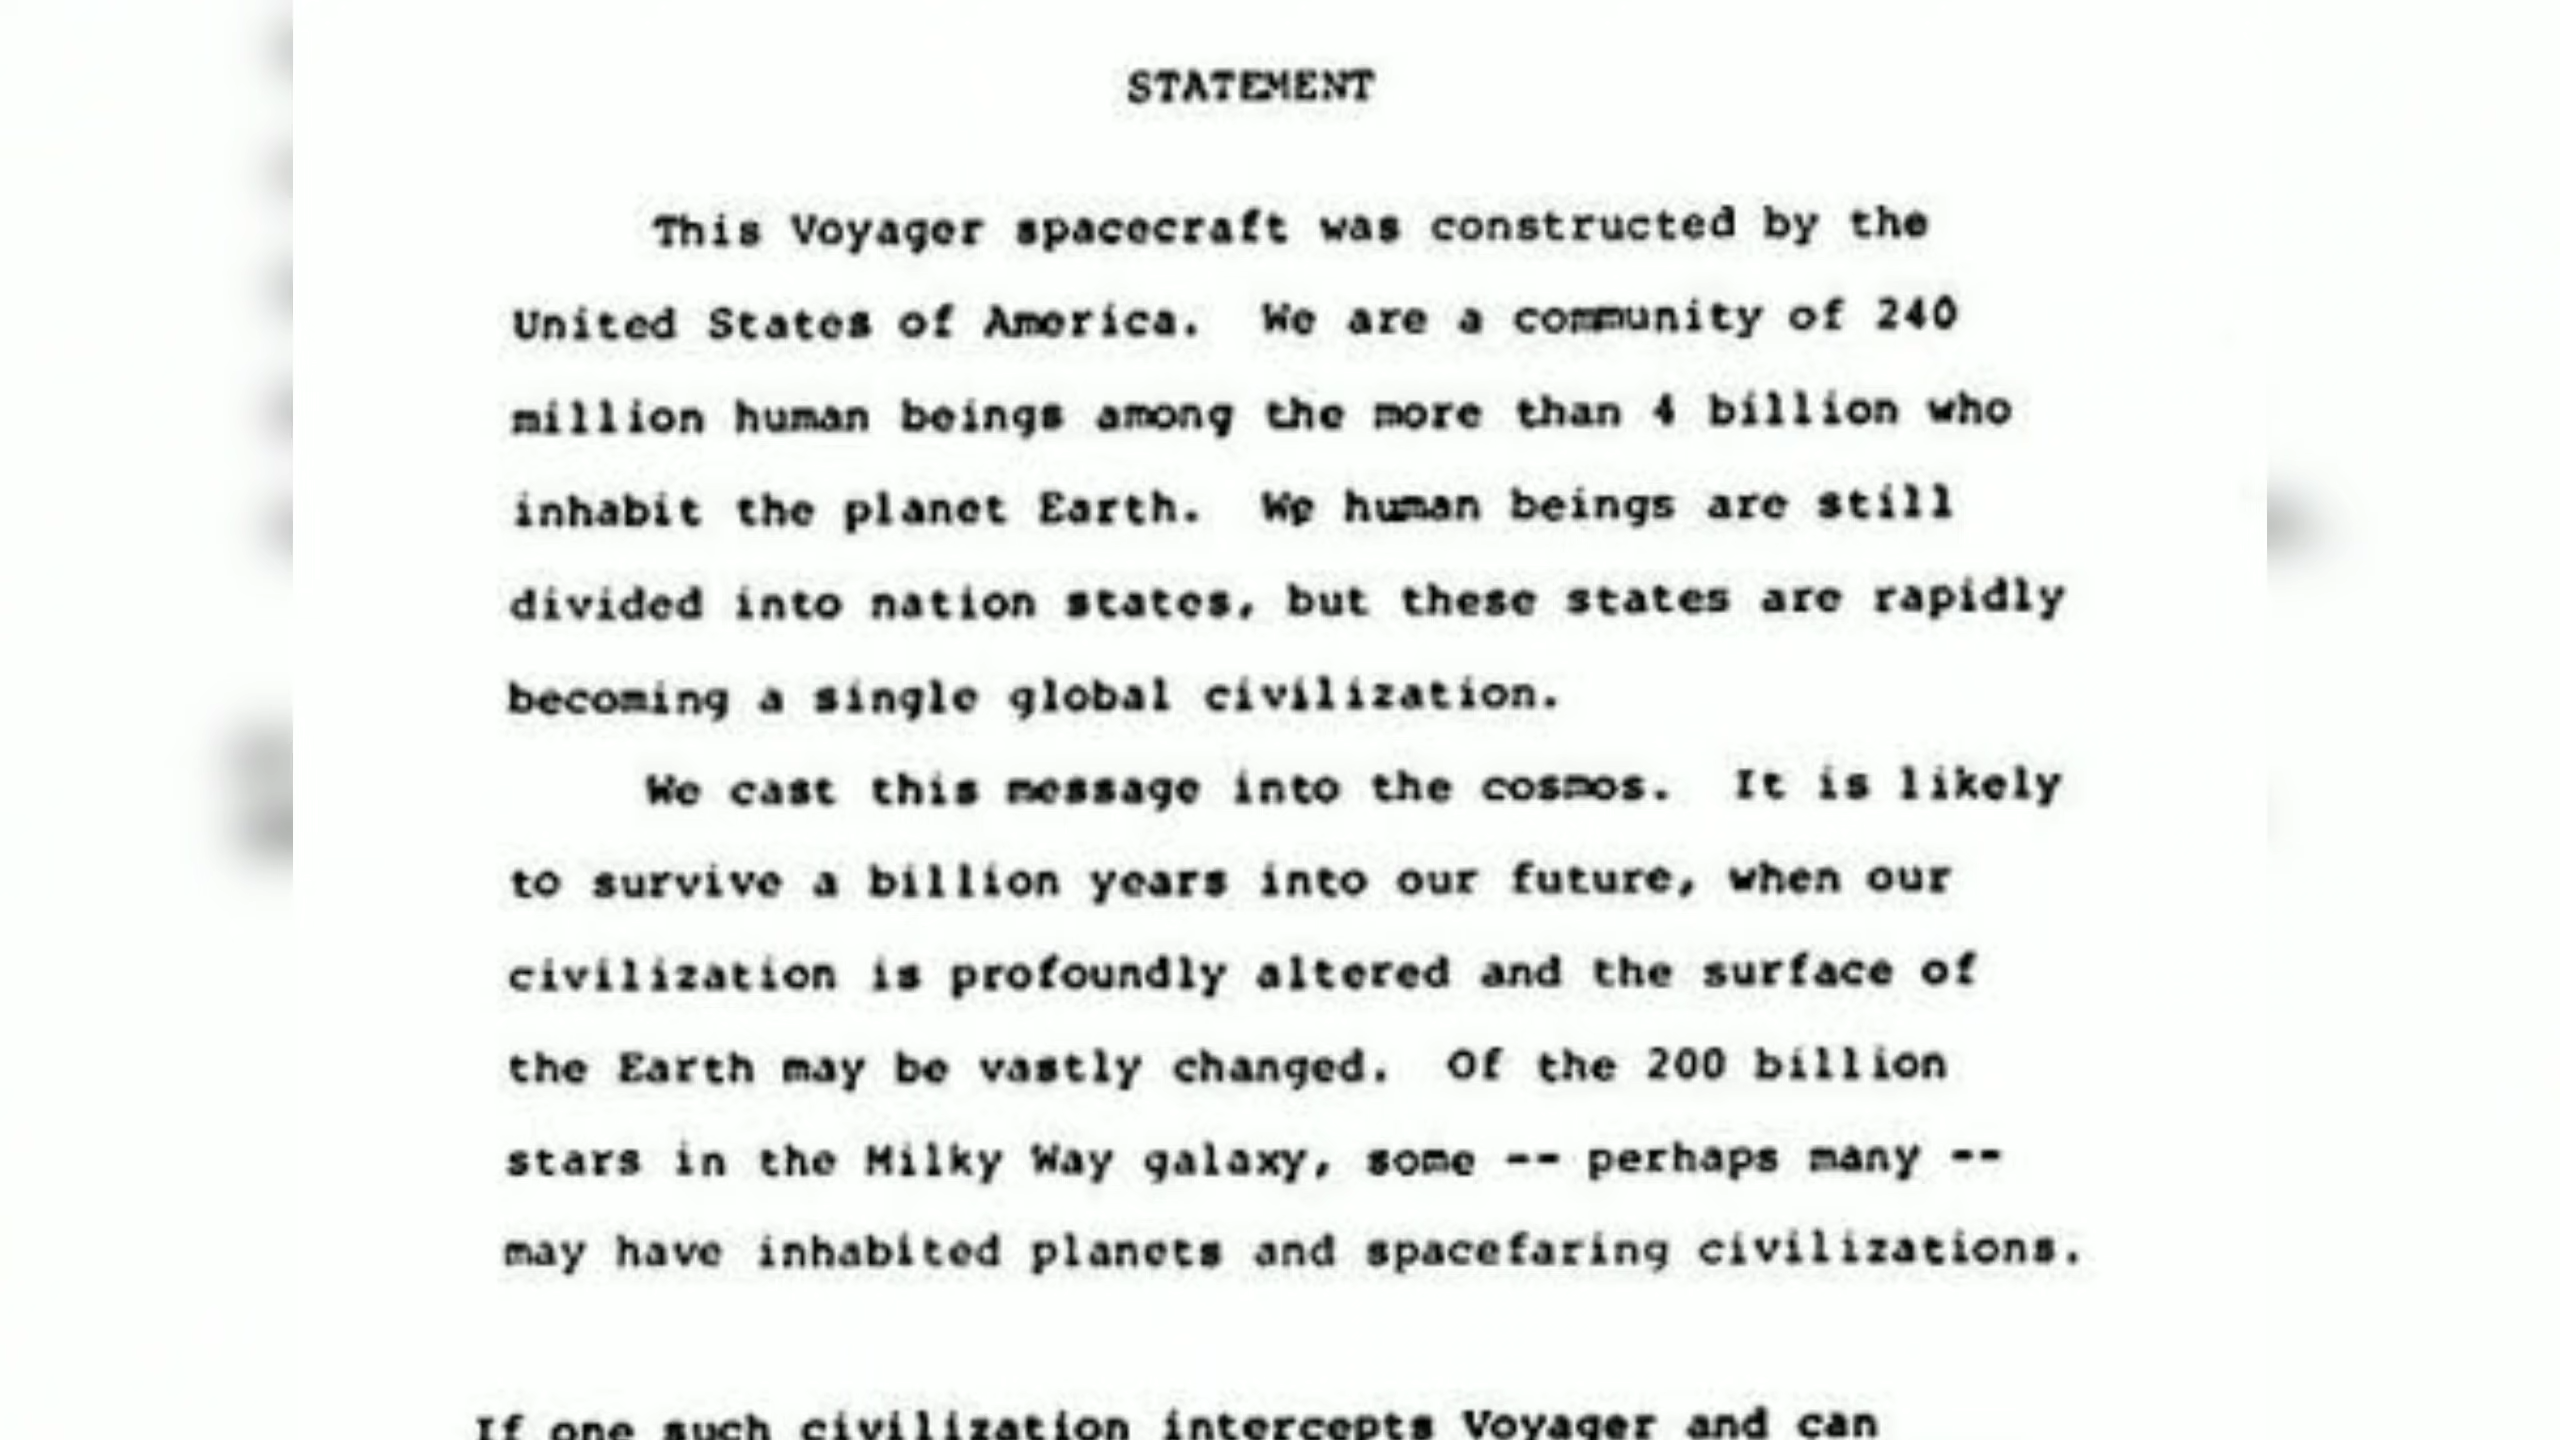 STATEMENT
This Voyager spacecraft was constructed by the
United States of America. We are a community of 240
million human beings among the more than 4 billion who
inhabit the planet Earth. We human beings are still
divided into nation states, but these states are rapidly
becoming a single global civilization.
We cast this message into the cosmos. It is likely
to survive a billion years into our future, when our
civilization is profoundly altered and the surface of
the Earth may be vastly changed. Of the 200 billion
stars in the Milky Way galaxy, some -- perhaps many --
may have inhabited planets and spacefaring civilizations.
If one such civilization intercepts Voyager and can